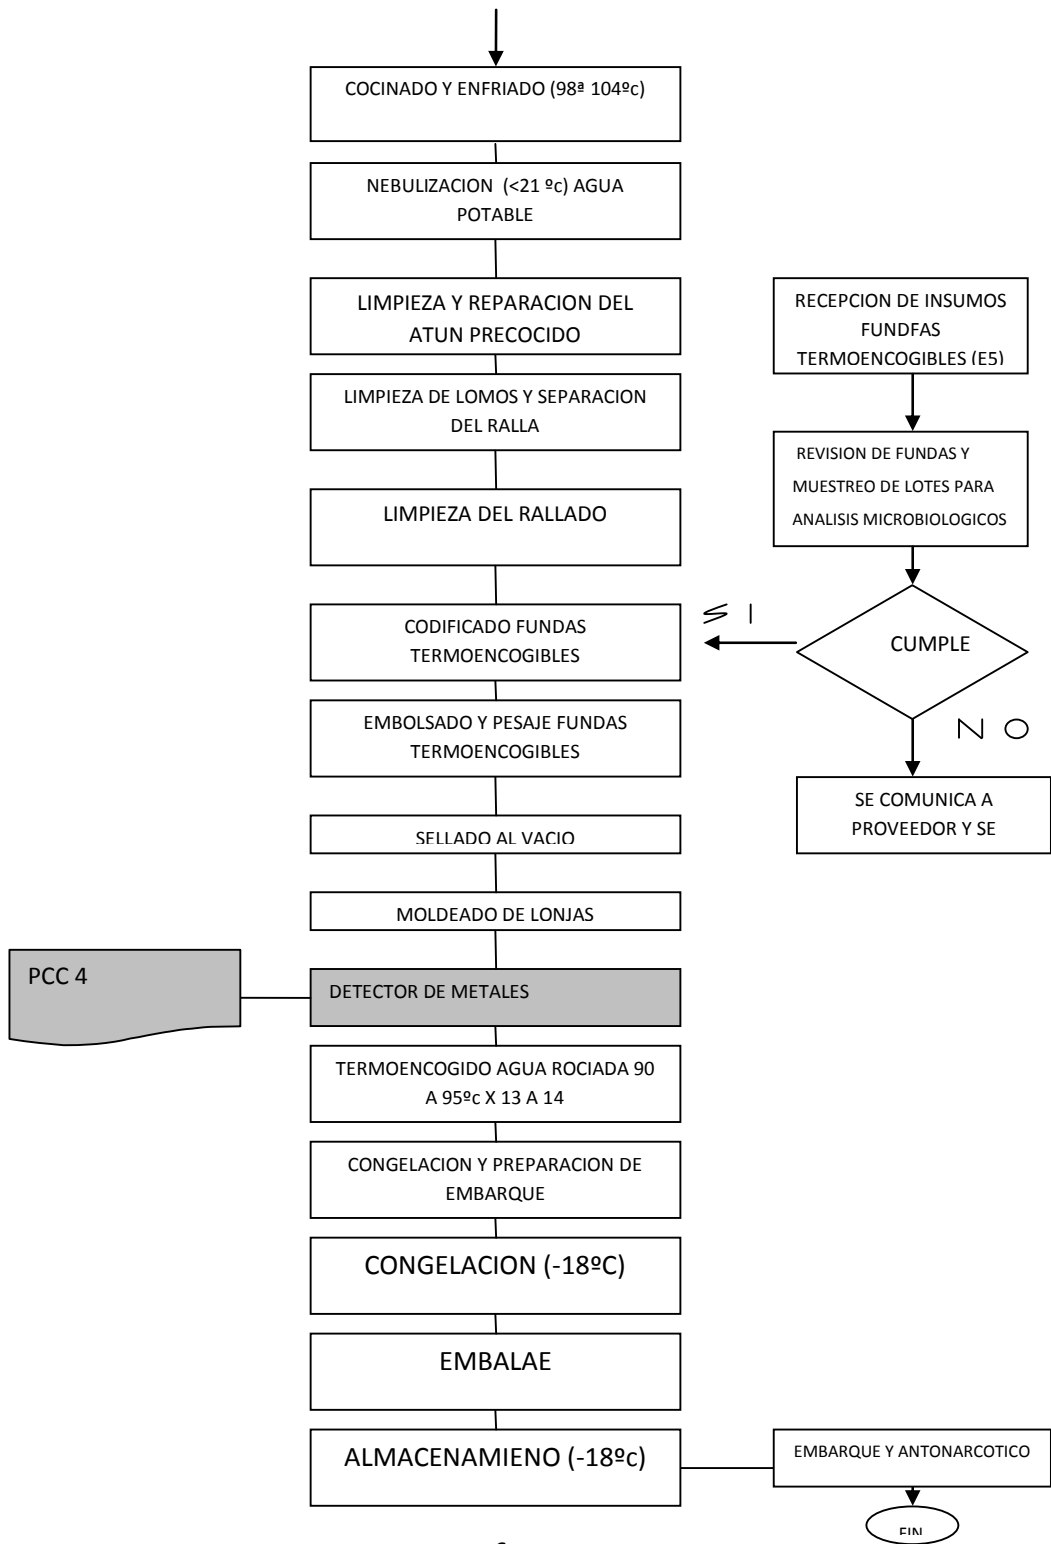 COCINADO Y ENFRIADO (98ª 104ºc)
NEBULIZACION (<21 ºc) AGUA
POTABLE
LIMPIEZA Y REPARACION DEL
ATUN PRECOCIDO
LIMPIEZA DE LOMOS Y SEPARACION
DEL RALLA
LIMPIEZA DEL RALLADO
CODIFICADO FUNDAS
TERMOENCOGIBLES
EMBOLSADO Y PESAJE FUNDAS
TERMOENCOGIBLES
SELLADO AL VACIO
MOLDEADO DE LONJAS
PCC 4
DETECTOR DE METALES
TERMOENCOGIDO AGUA ROCIADA 90
A 95ºc X 13 A 14
CONGELACION Y PREPARACION DE
EMBARQUE
CONGELACION (-18ºC)
EMBALAE
ALMACENAMIENO (-18ºc)
RECEPCION DE INSUMOS
FUNDFAS
TERMOENCOGIBLES (E5)
REVISION DE FUNDAS Y
MUESTREO DE LOTES PARA
ANALISIS MICROBIOLOGICOS
CUMPLE
SI
NO
SE COMUNICA A
PROVEEDOR Y SE
EMBARQUE Y ANTONARCOTICO
FIN